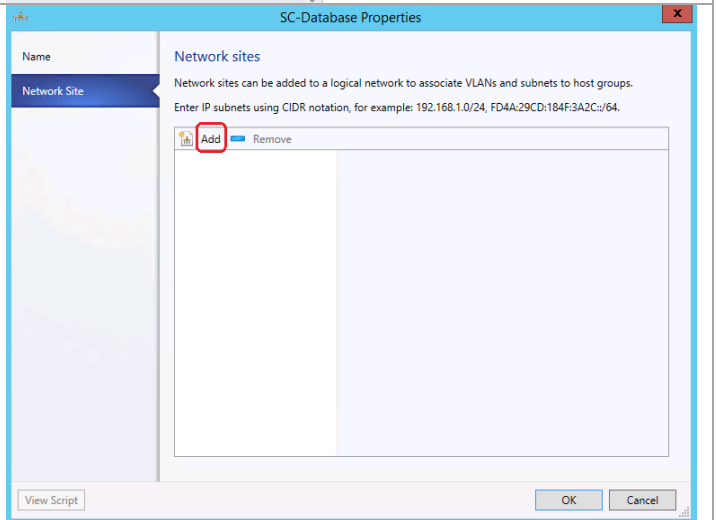 SC-Database Properties
x
Name
Network Site
Network sites
Network sites can be added to a logical network to associate VLANs and subnets to host groups.
Enter IP subnets using CIDR notation, for example: 192.168.1.0/24, FD4A:29CD:184F:3A2C::/64.
Add Remove
View Script
OK Cancel